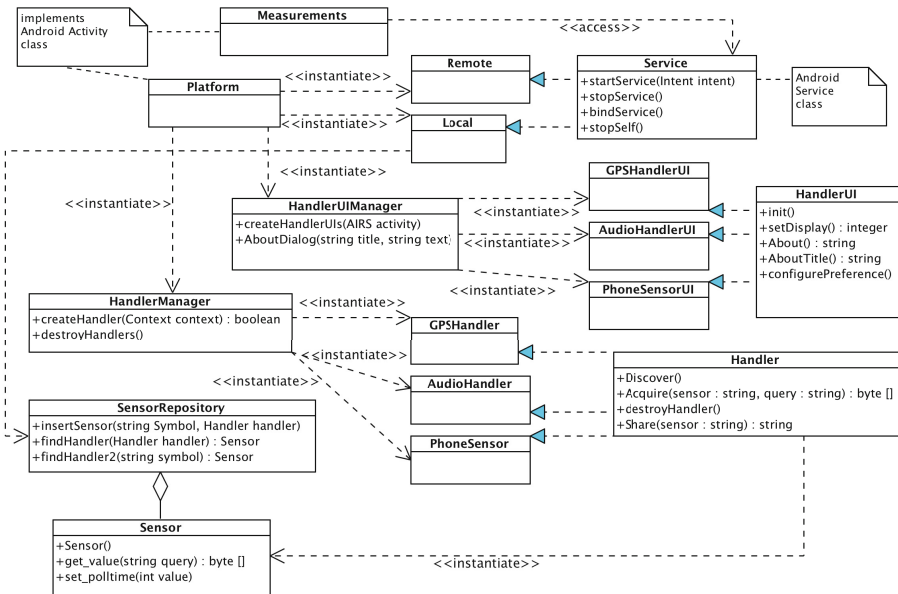 implements
Android Activity
class
Measurements
<<access>>
Platform
<<instantiate>>
<<instantiate>>
Remote
Local
Service
+startService(Intent intent)
+stopService()
+bindService()
+stopSelf()
Android
Service
class
<<instantiate>>
<<instantiate>>
HandlerUIManager
+createHandlerUIs(AIRS activity)
+AboutDialog(string title, string text)
<<instantiate>>
<<instantiate>>
<<instantiate>>
GPSHandlerUI
AudioHandlerUI
PhoneSensorUI
HandlerUI
+init()
+setDisplay() : integer
+About() : string
+AboutTitle() : string
+configurePreference()
HandlerManager
+createHandler(Context context) : boolean
+destroyHandlers()
<<instantiate>>
<<instantiate>>
<<instantiate>>
GPSHandler
AudioHandler
PhoneSensor
Handler
+Discover()
+Acquire(sensor : string, query : string) : byte []
+destroyHandler()
+Share(sensor : string) : string
SensorRepository
+insertSensor(string Symbol, Handler handler)
+findHandler(Handler handler) : Sensor
+findHandler2(string symbol) : Sensor
Sensor
+Sensor()
+get_value(string query) : byte []
+set_polltime(int value)
<<instantiate>>